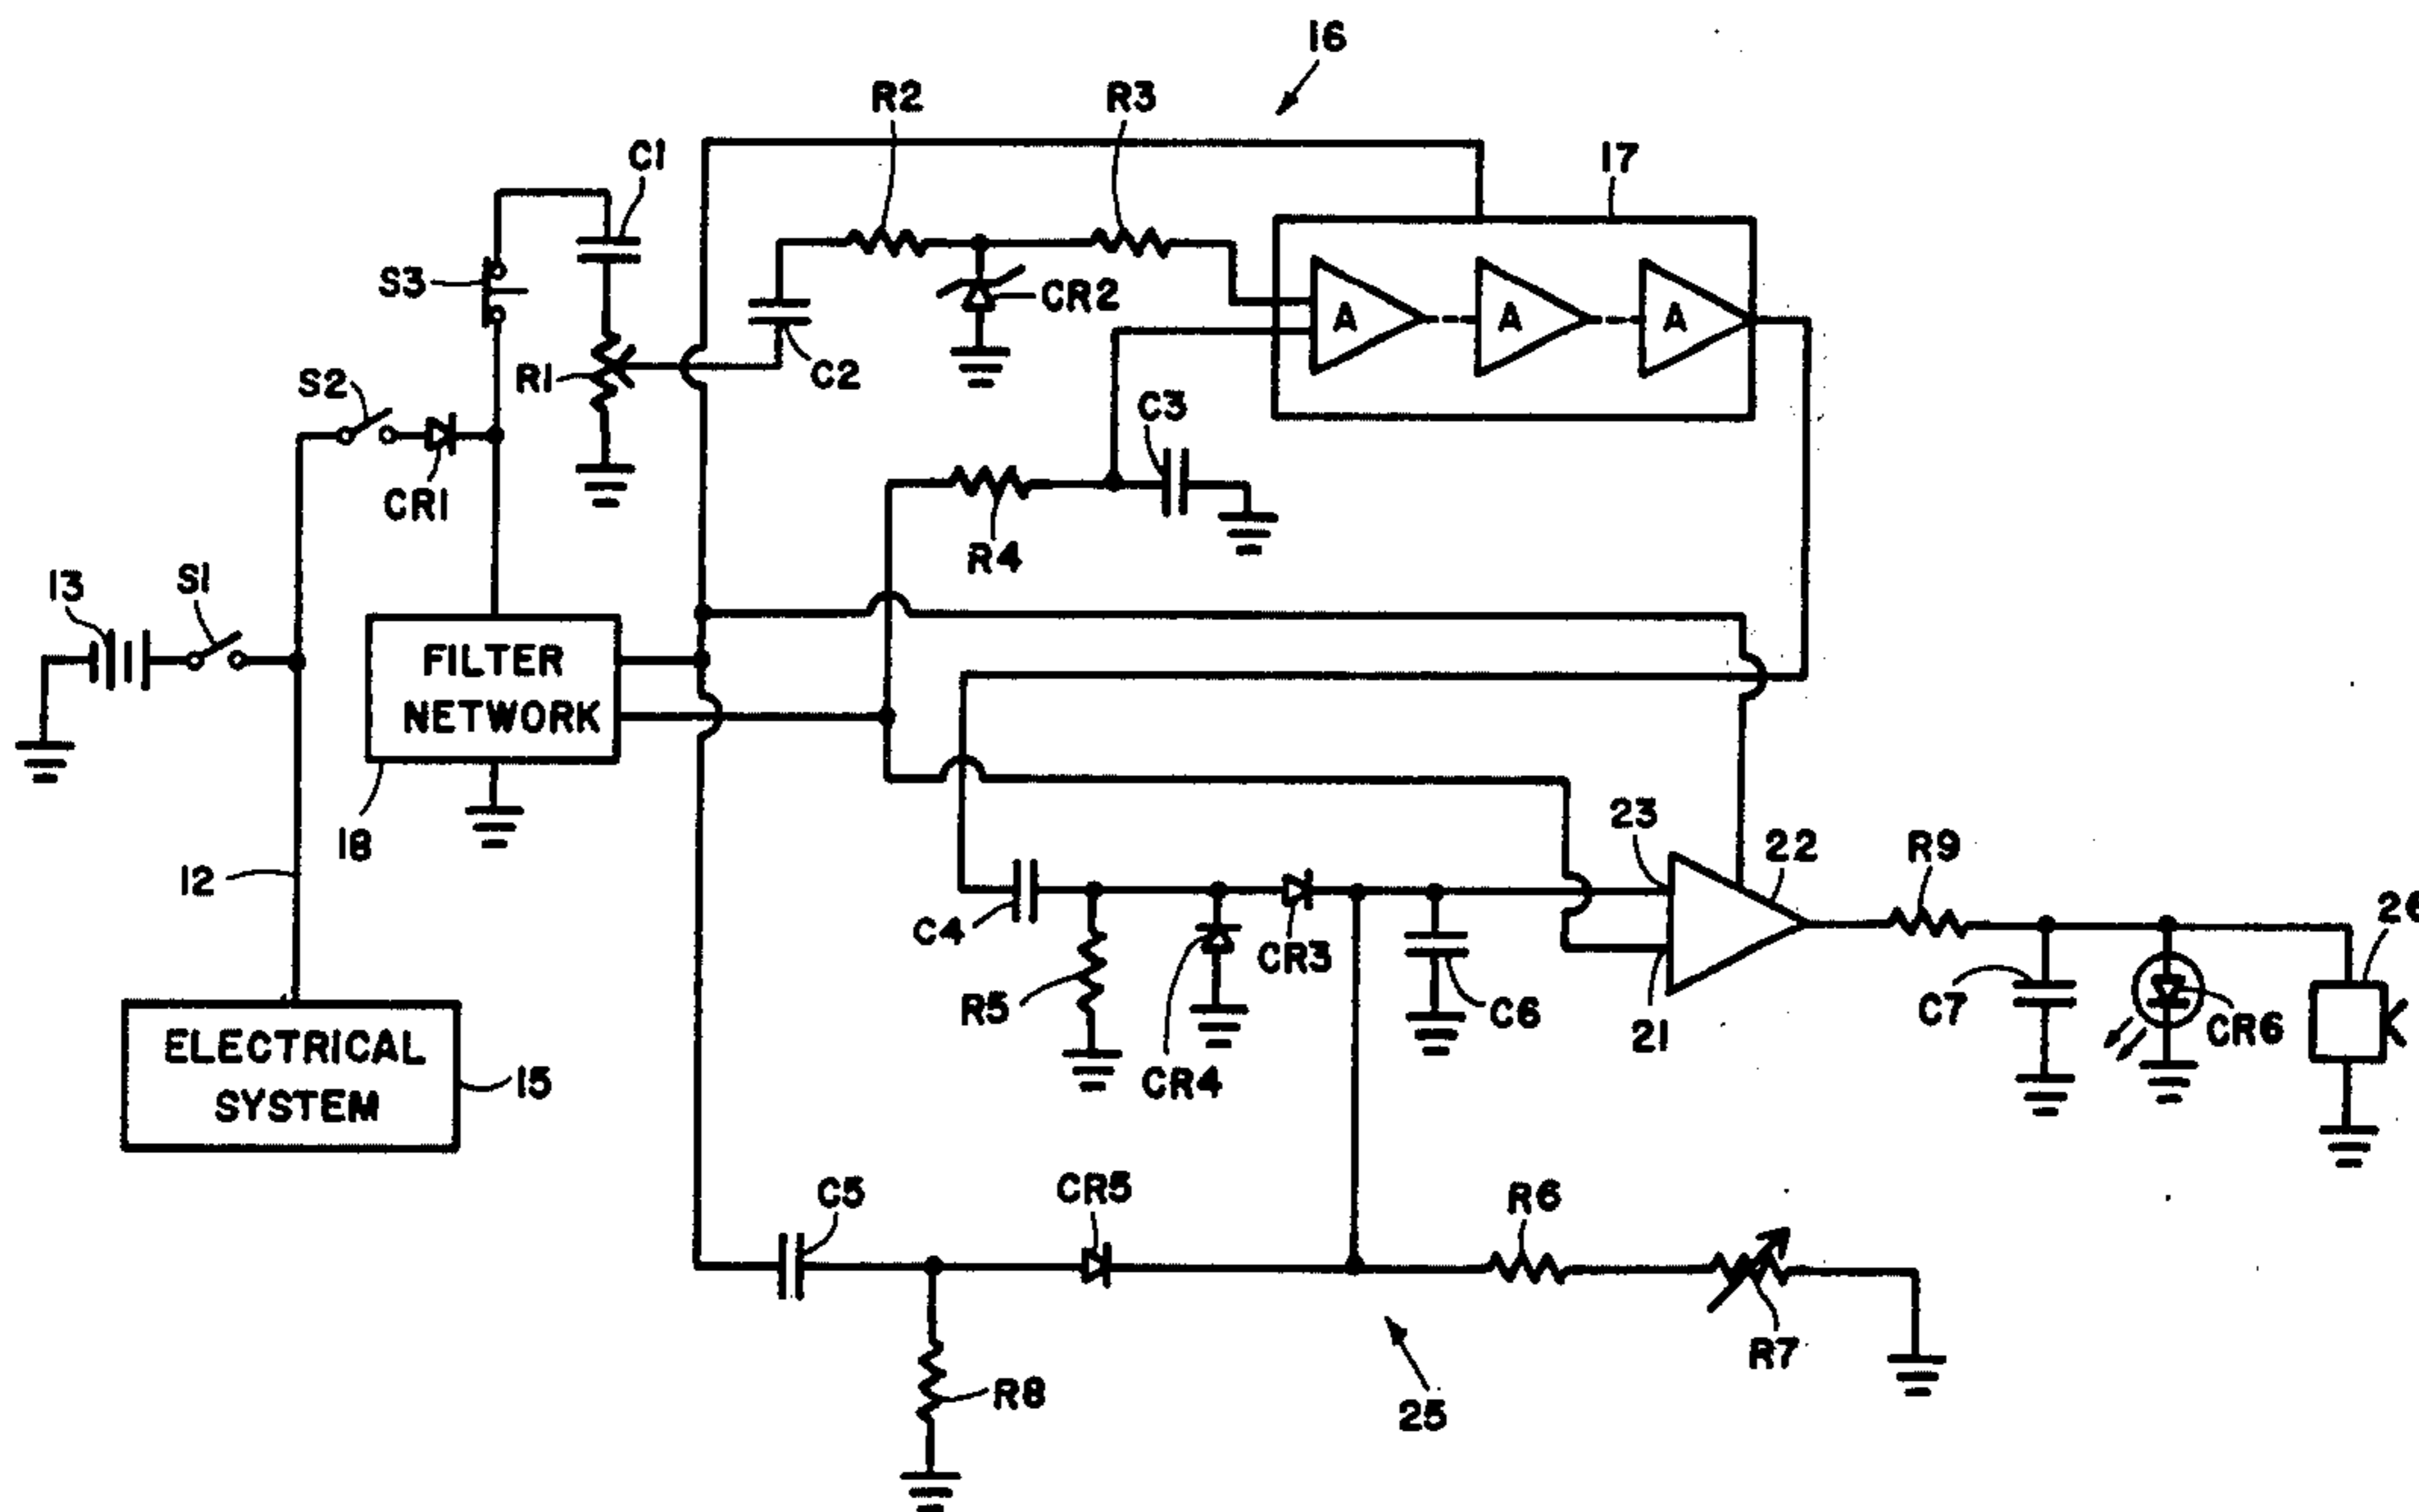 16
R2
R3
C1
17
S3
A
A
A
CR2
R1
C2
S2
C3
CR1
R4
13
S1
FILTER
NETWORK
18
12
23
22
R9
26
C4
CR3
R5
C6
21
C7
CR6
K
CR4
ELECTRICAL
SYSTEM
15
C5
CR5
R6
R7
R8
25